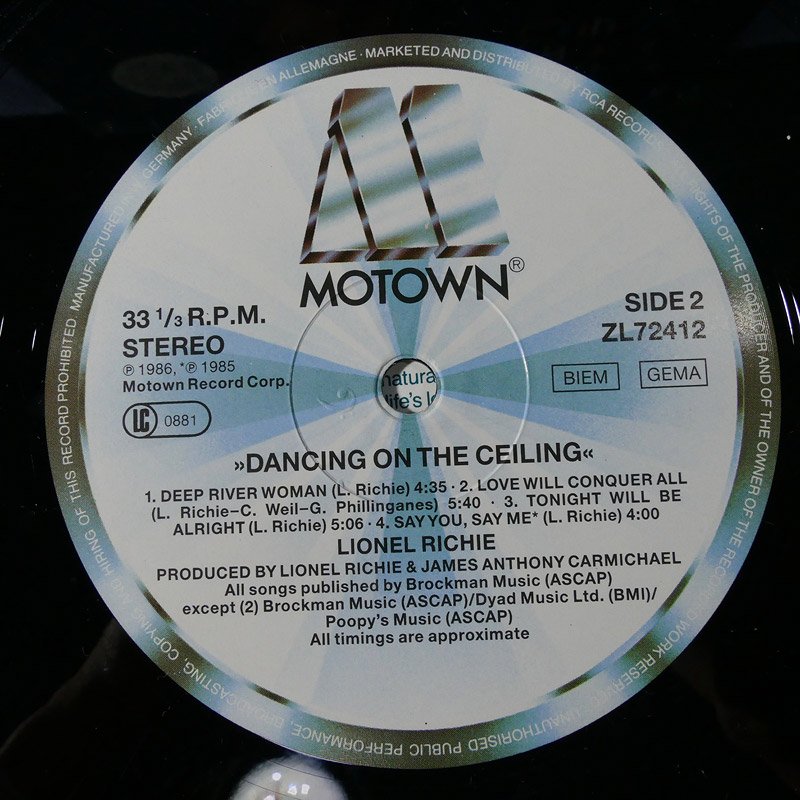 MOTOWN®
33 1/3 R.P.M.
STEREO
℗ 1986, *℗ 1985
Motown Record Corp.
LC 0881
SIDE 2
ZL72412
BIEM
GEMA
natura
life's l
»DANCING ON THE CEILING«
1. DEEP RIVER WOMAN (L. Richie) 4:35 · 2. LOVE WILL CONQUER ALL
(L. Richie–C. Weil–G. Phillinganes) 5:40 · 3. TONIGHT WILL BE
ALRIGHT (L. Richie) 5:06 · 4. SAY YOU, SAY ME* (L. Richie) 4:00
LIONEL RICHIE
PRODUCED BY LIONEL RICHIE & JAMES ANTHONY CARMICHAEL
All songs published by Brockman Music (ASCAP)
except (2) Brockman Music (ASCAP)/Dyad Music Ltd. (BMI)/
Poopy's Music (ASCAP)
All timings are approximate
MANUFACTURED IN W. GERMANY · FABRIQUÉ EN ALLEMAGNE · MARKETED AND DISTRIBUTED BY RCA RECORDS RIGHTS OF THE PRODUCER AND OF THE OWNER OF THE RECORDED WORK RESERVED UNAUTHORISED PUBLIC PERFORMANCE, BROADCASTING, COPYING AND HIRING OF THIS RECORD PROHIBITED